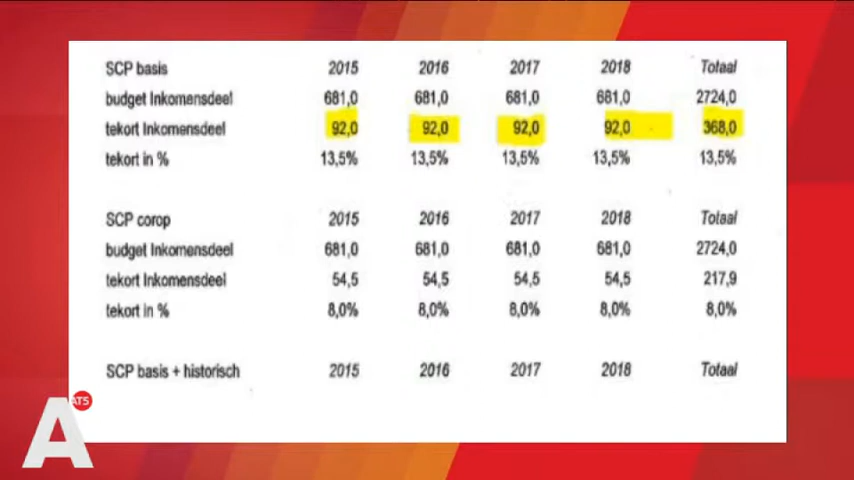 SCP basis 2015 2016 2017 2018 Totaal
budget Inkomensdeel 681,0 681,0 681,0 681,0 2724,0
tekort Inkomensdeel 92,0 92,0 92,0 92,0 368,0
tekort in % 13,5% 13,5% 13,5% 13,5% 13,5%
SCP corop 2015 2016 2017 2018 Totaal
budget Inkomensdeel 681,0 681,0 681,0 681,0 2724,0
tekort Inkomensdeel 54,5 54,5 54,5 54,5 217,9
tekort in % 8,0% 8,0% 8,0% 8,0% 8,0%
SCP basis + historisch 2015 2016 2017 2018 Totaal
A AT5